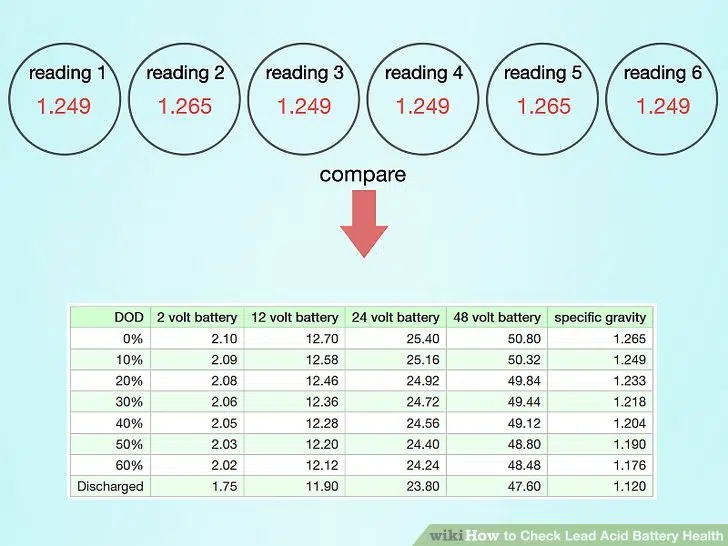 reading 1 reading 2 reading 3 reading 4 reading 5 reading 6
1.249 1.265 1.249 1.249 1.265 1.249
compare
DOD 2 volt battery 12 volt battery 24 volt battery 48 volt battery specific gravity
0% 2.10 12.70 25.40 50.80 1.265
10% 2.09 12.58 25.16 50.32 1.249
20% 2.08 12.46 24.92 49.84 1.233
30% 2.06 12.36 24.72 49.44 1.218
40% 2.05 12.28 24.56 49.12 1.204
50% 2.03 12.20 24.40 48.80 1.190
60% 2.02 12.12 24.24 48.48 1.176
Discharged 1.75 11.90 23.80 47.60 1.120
wikiHow to Check Lead Acid Battery Health